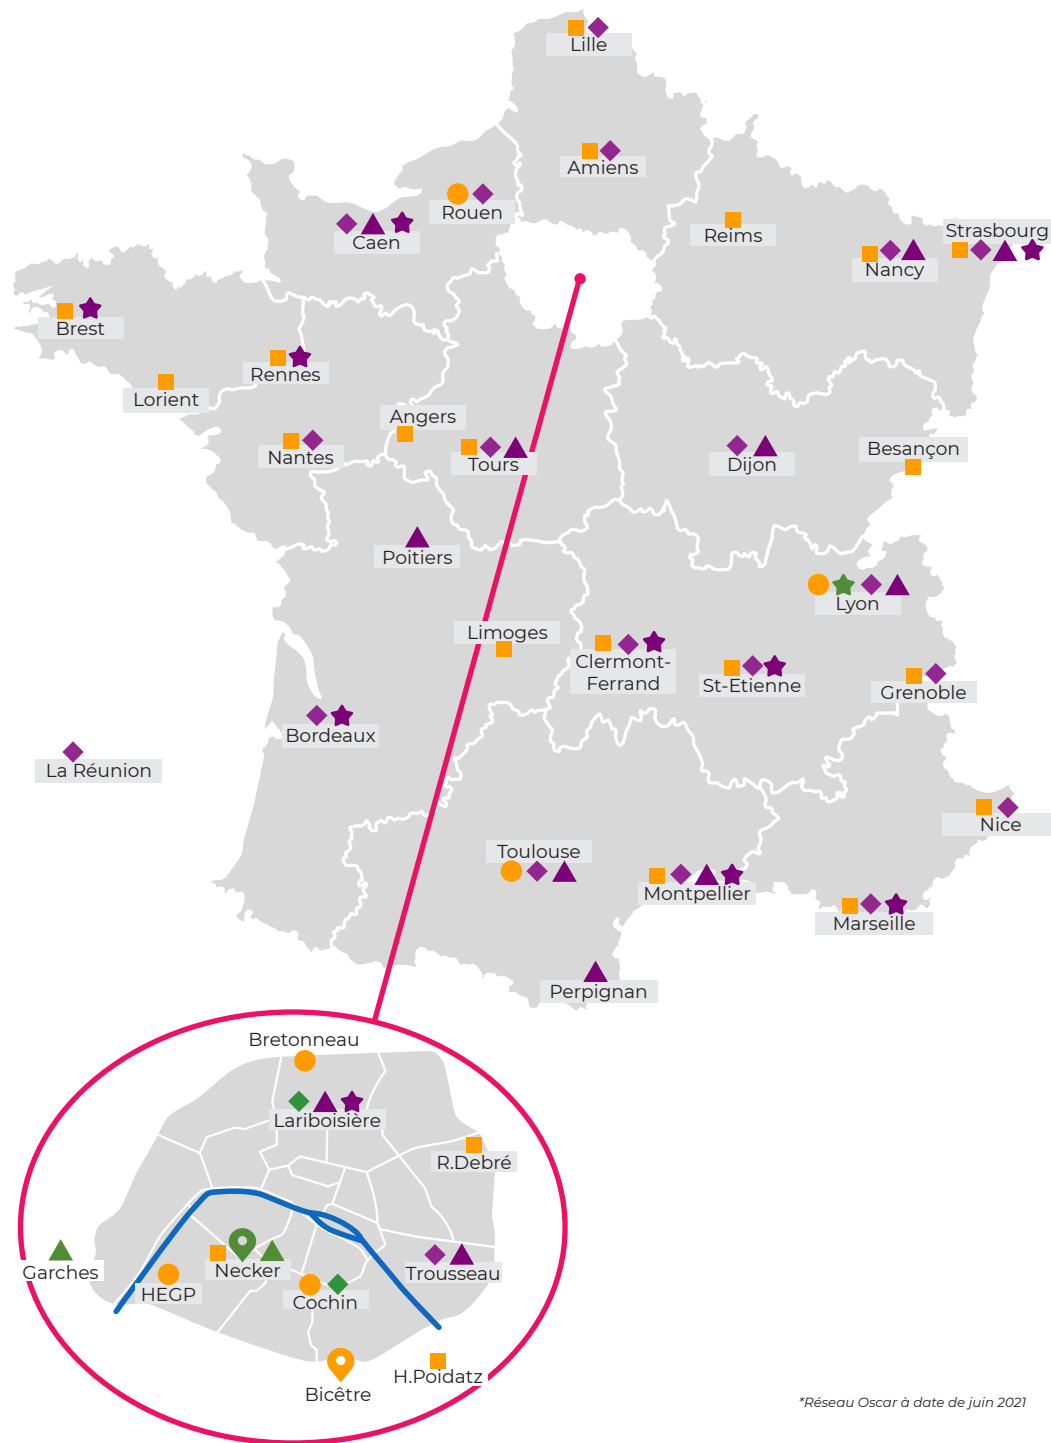 Lille
Amiens
Rouen
Caen
Reims
Strasbourg
Nancy
Brest
Rennes
Lorient
Angers
Nantes
Tours
Dijon
Besançon
Poitiers
Lyon
Limoges
Clermont-
Ferrand
St-Etienne
Grenoble
Bordeaux
La Réunion
Nice
Toulouse
Montpellier
Marseille
Perpignan
Bretonneau
Lariboisière
R.Debré
Garches
Necker
Trousseau
HEGP
Cochin
H.Poidatz
Bicêtre
*Réseau Oscar à date de juin 2021